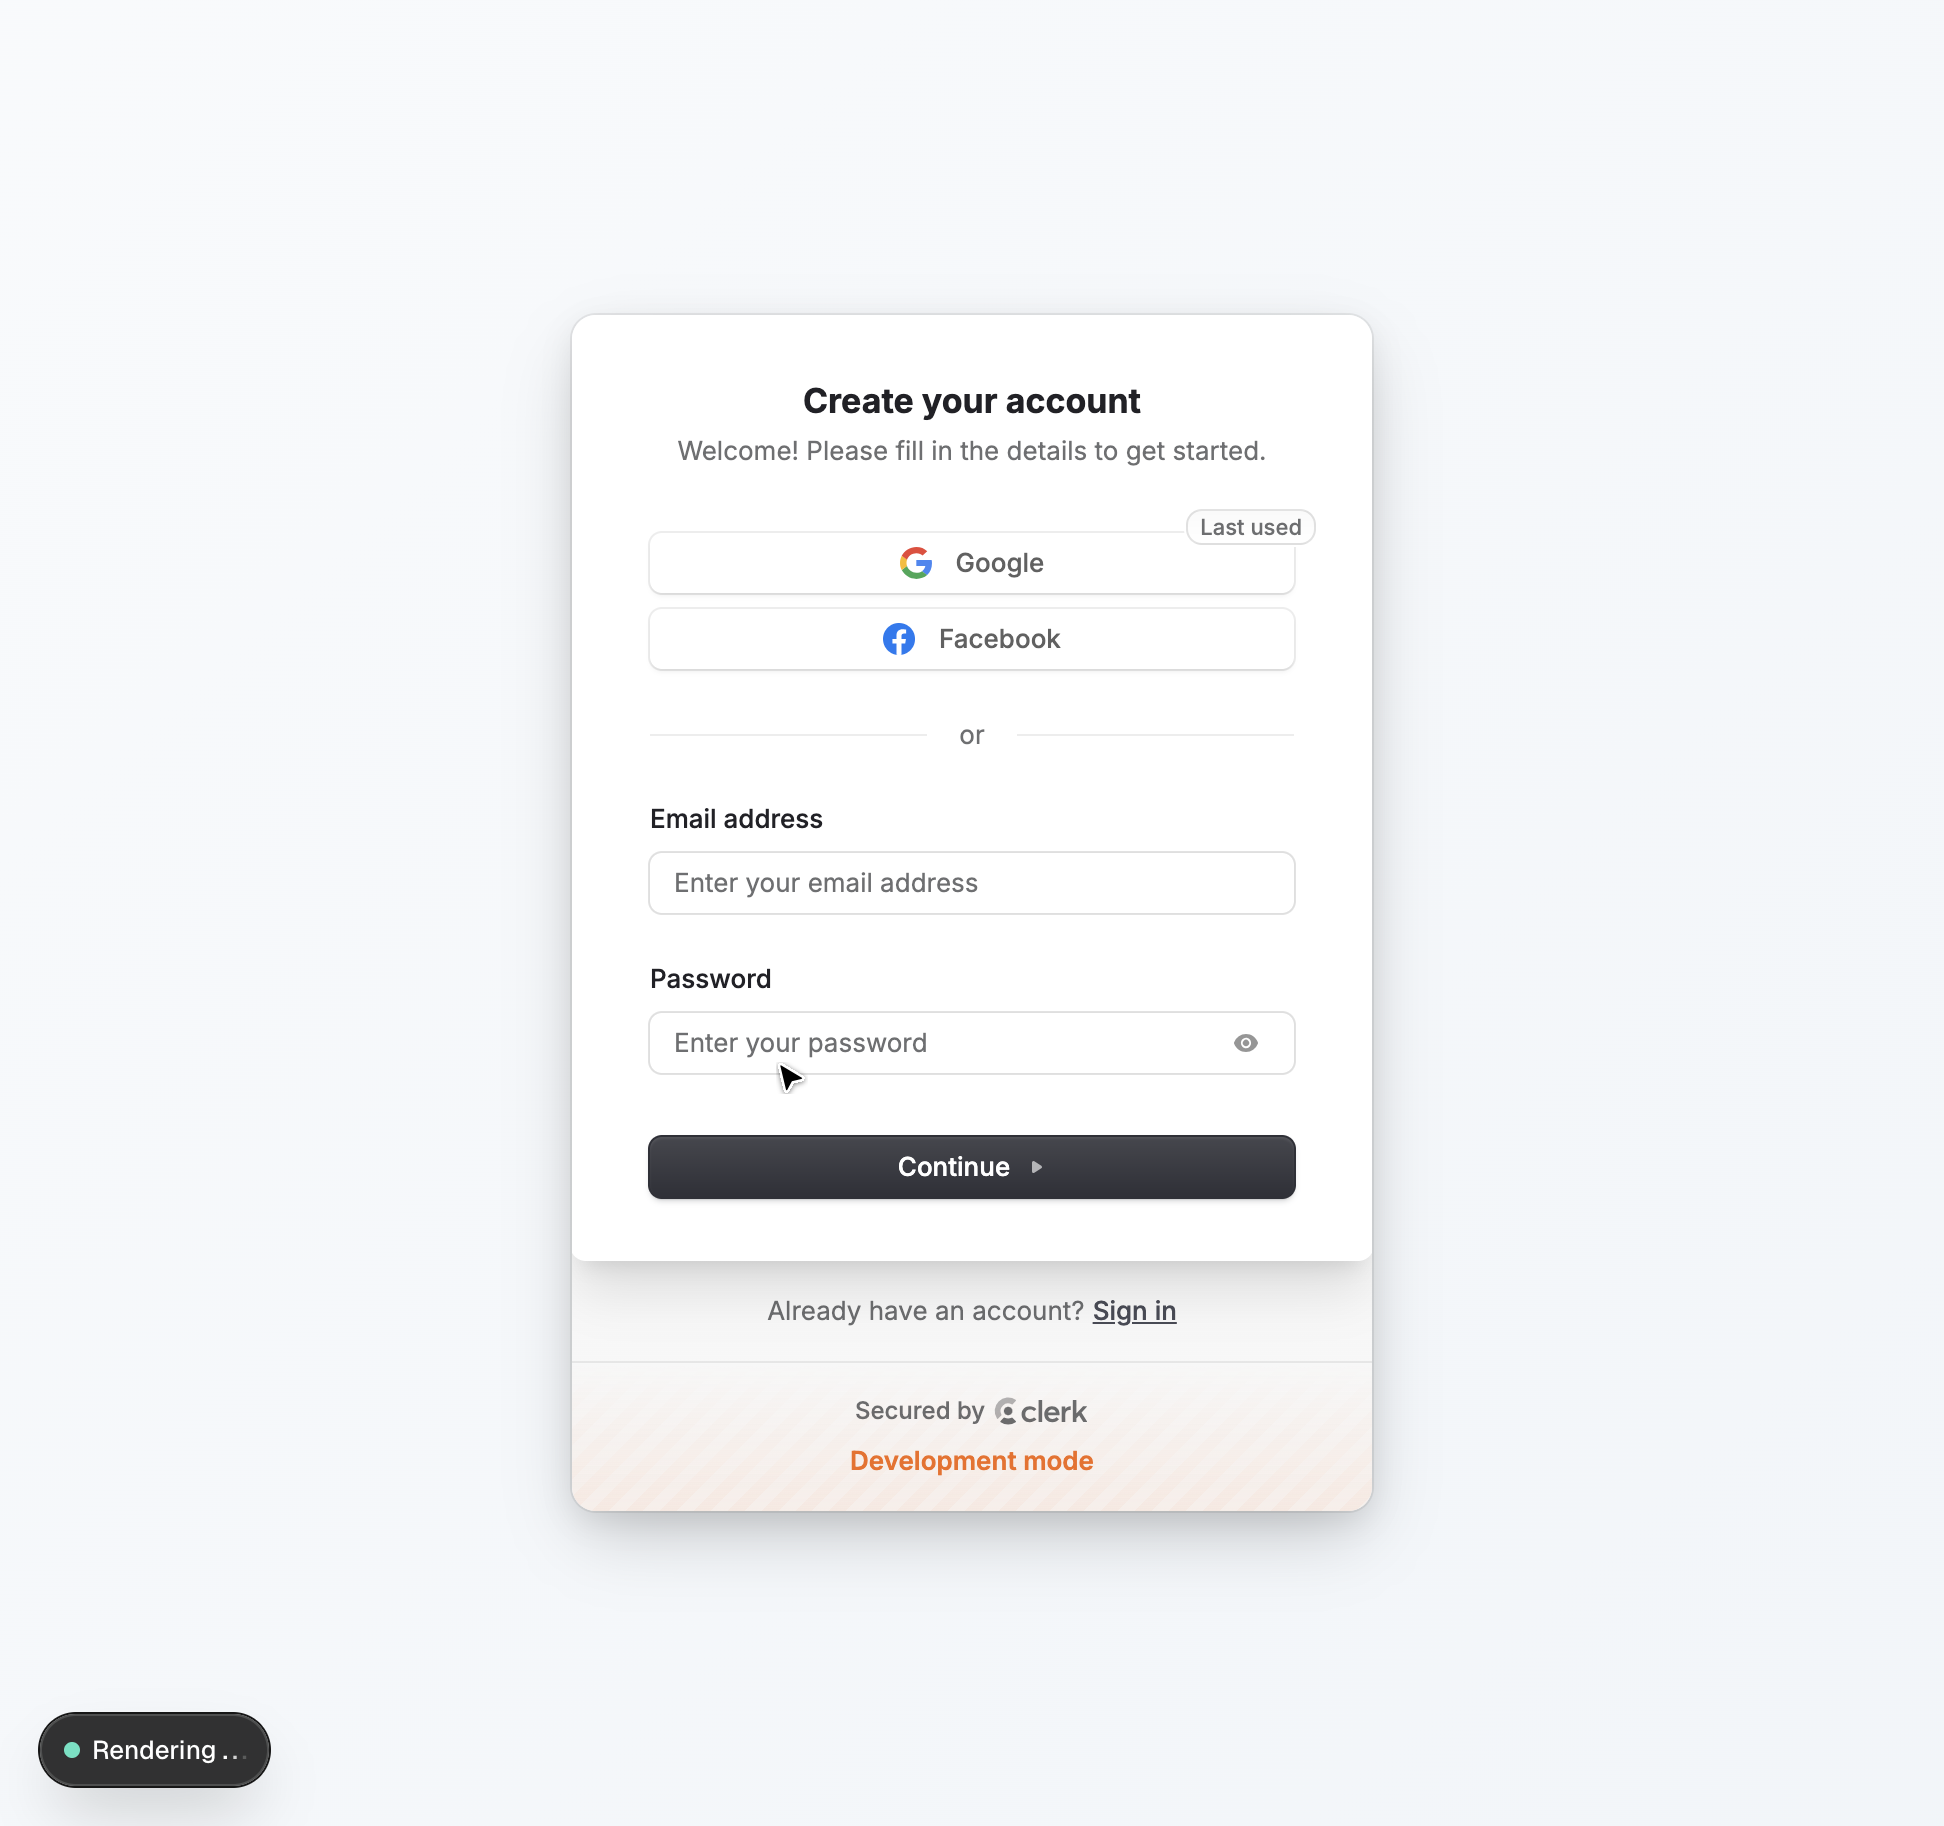 Create your account
Welcome! Please fill in the details to get started.
Last used
Google
Facebook
or
Email address
Enter your email address
Password
Enter your password
Continue
Already have an account? Sign in
Secured by clerk
Development mode
Rendering...